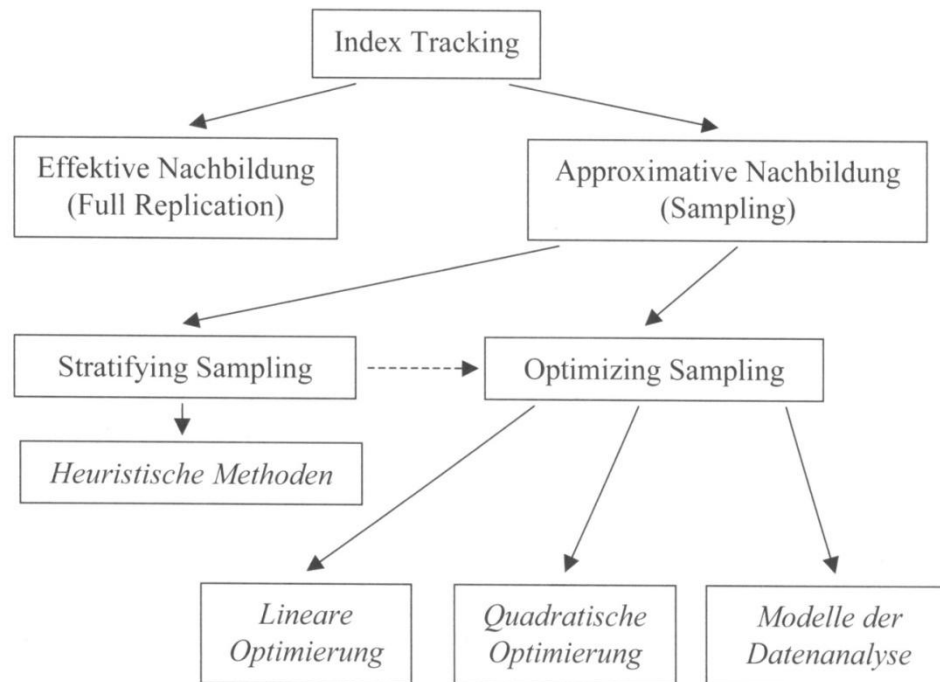 Index Tracking
Effektive Nachbildung
(Full Replication)
Approximative Nachbildung
(Sampling)
Stratifying Sampling
Optimizing Sampling
Heuristische Methoden
Lineare
Optimierung
Quadratische
Optimierung
Modelle der
Datenanalyse